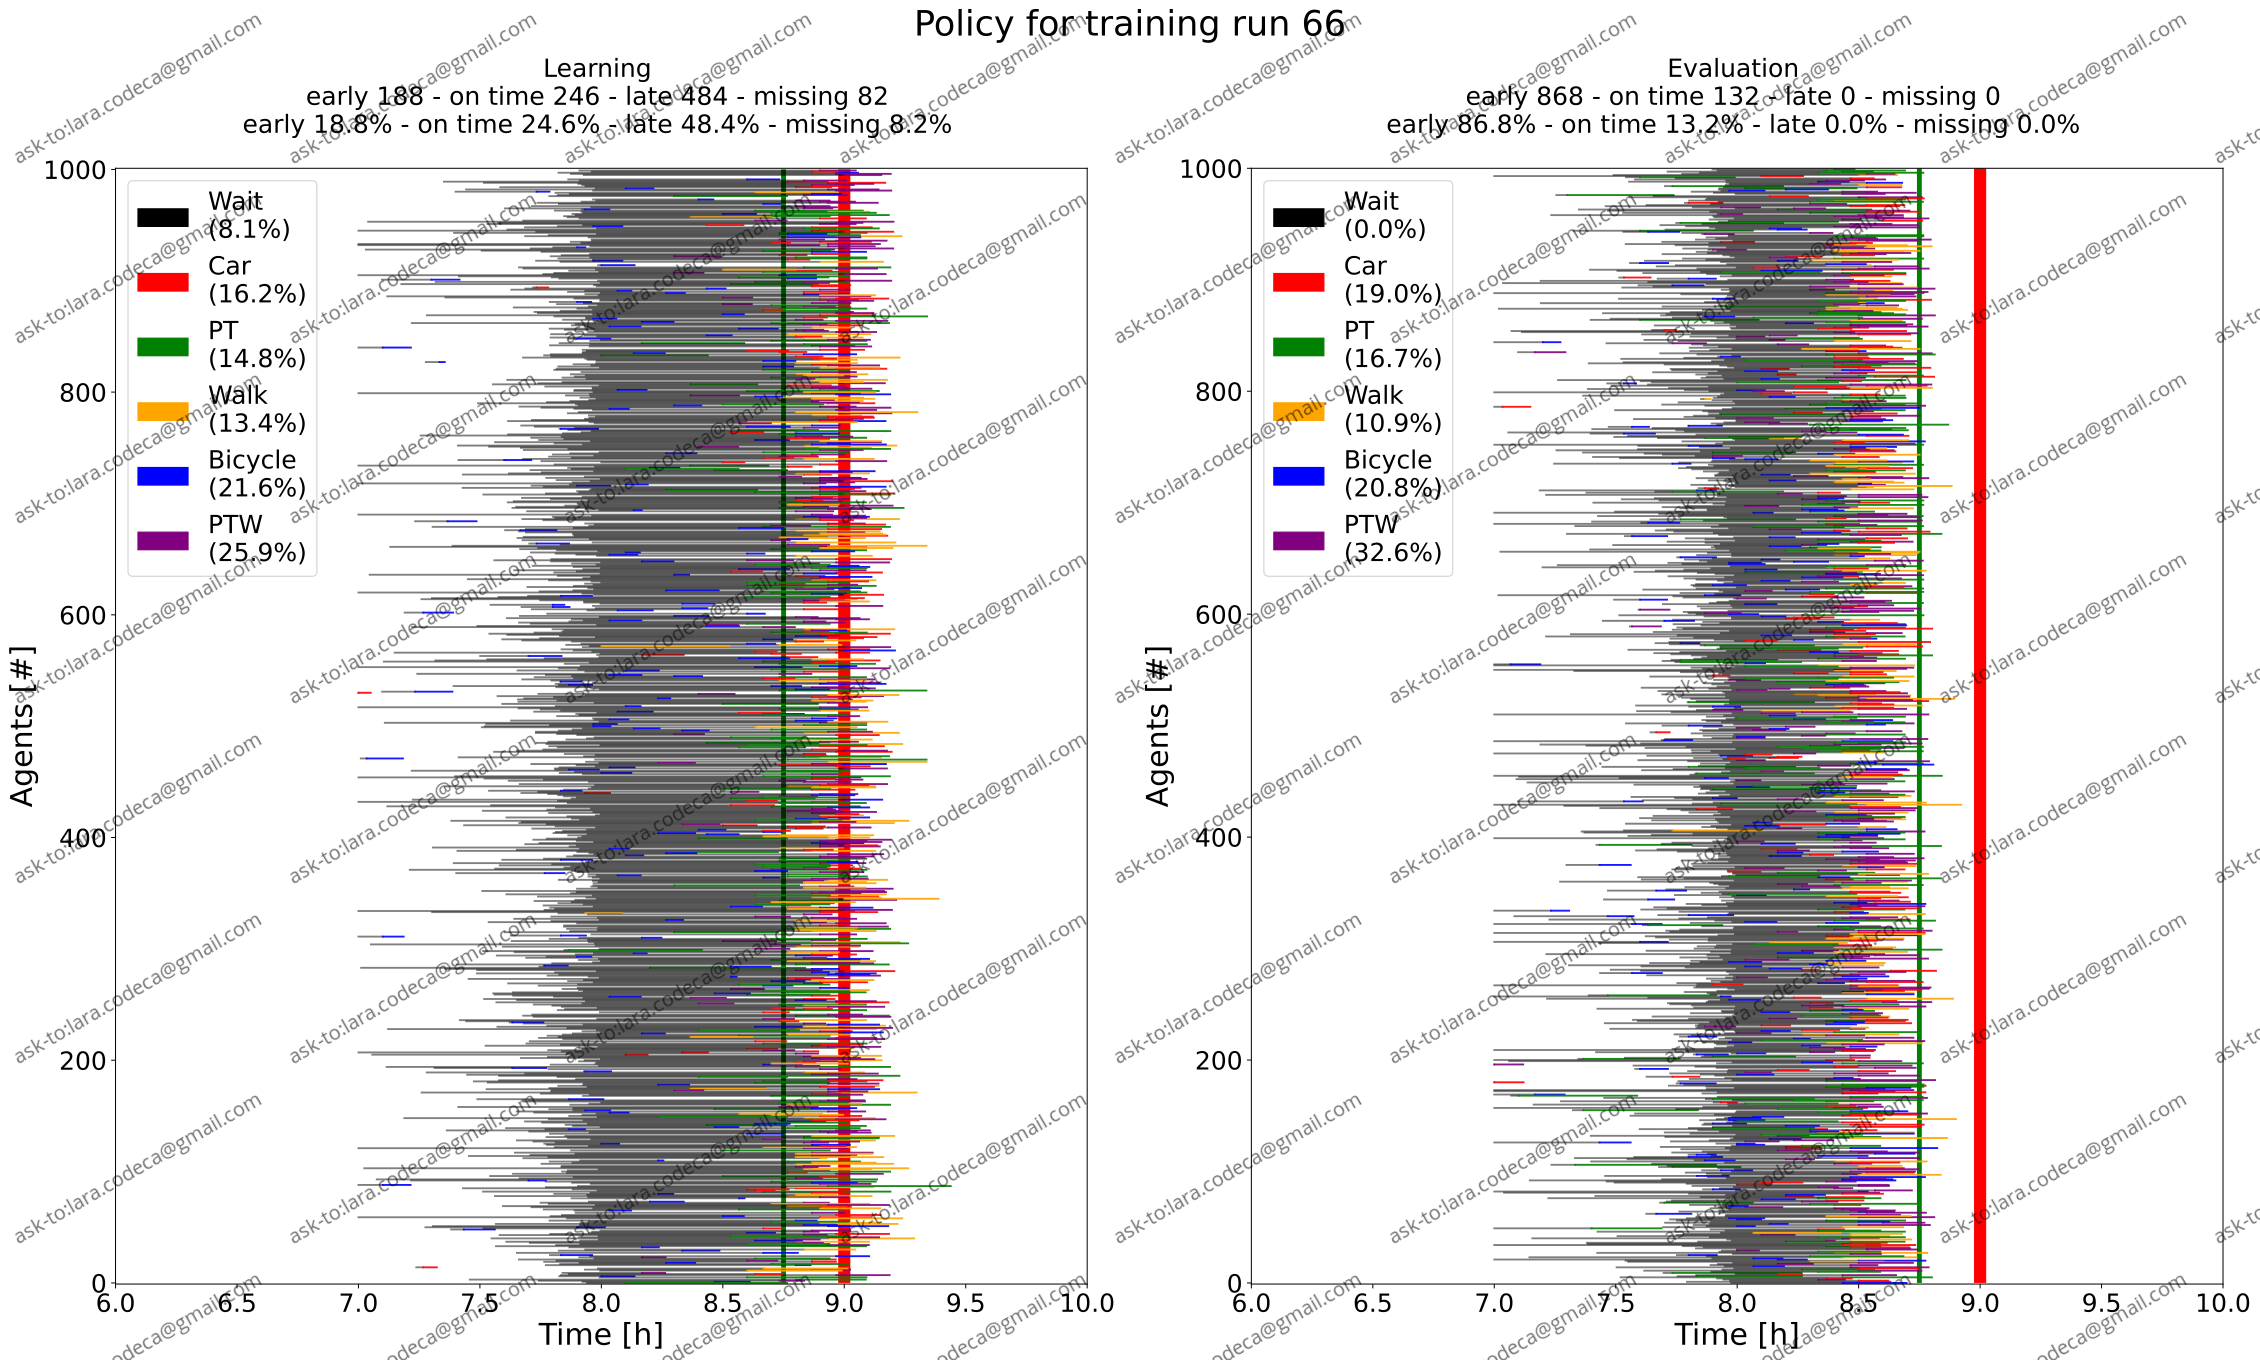 Policy for training run 66
Learning
early 188 - on time 246 - late 484 - missing 82
early 18.8% - on time 24.6% - late 48.4% - missing 8.2%
1000
800
600
400
200
0
Agents [#]
Wait
(8.1%)
Car
(16.2%)
PT
(14.8%)
Walk
(13.4%)
Bicycle
(21.6%)
PTW
(25.9%)
6.0 6.5 7.0 7.5 8.0 8.5 9.0 9.5 10.0
Time [h]
Evaluation
early 868 - on time 132 - late 0 - missing 0
early 86.8% - on time 13.2% - late 0.0% - missing 0.0%
1000
800
600
400
200
0
Agents [#]
Wait
(0.0%)
Car
(19.0%)
PT
(16.7%)
Walk
(10.9%)
Bicycle
(20.8%)
PTW
(32.6%)
6.0 6.5 7.0 7.5 8.0 8.5 9.0 9.5 10.0
Time [h]
ask-to:lara.codeca@gmail.com